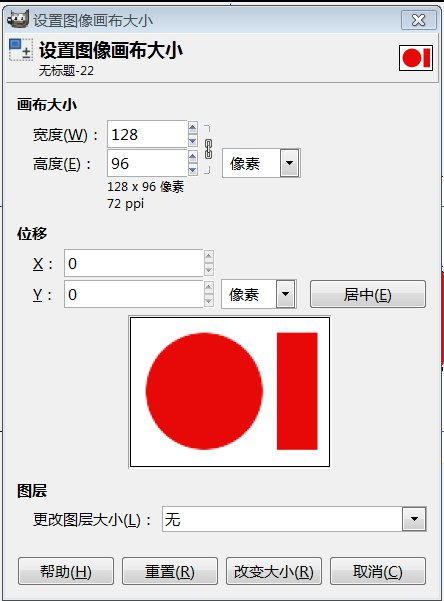 设置图像画布大小
设置图像画布大小
无标题-22
画布大小
宽度(W)： 128
高度(E)： 96 像素
128 x 96 像素
72 ppi
位移
X： 0
Y： 0 像素 居中(E)
图层
更改图层大小(L)： 无
帮助(H) 重置(R) 改变大小(R) 取消(C)